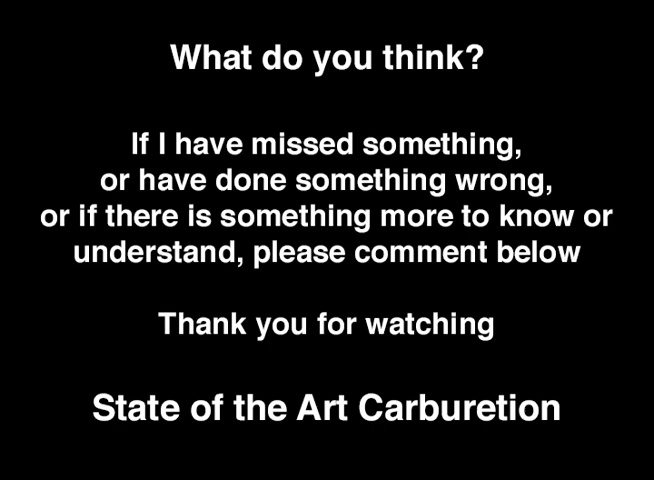 What do you think?
If I have missed something,
or have done something wrong,
or if there is something more to know or
understand, please comment below
Thank you for watching
State of the Art Carburetion